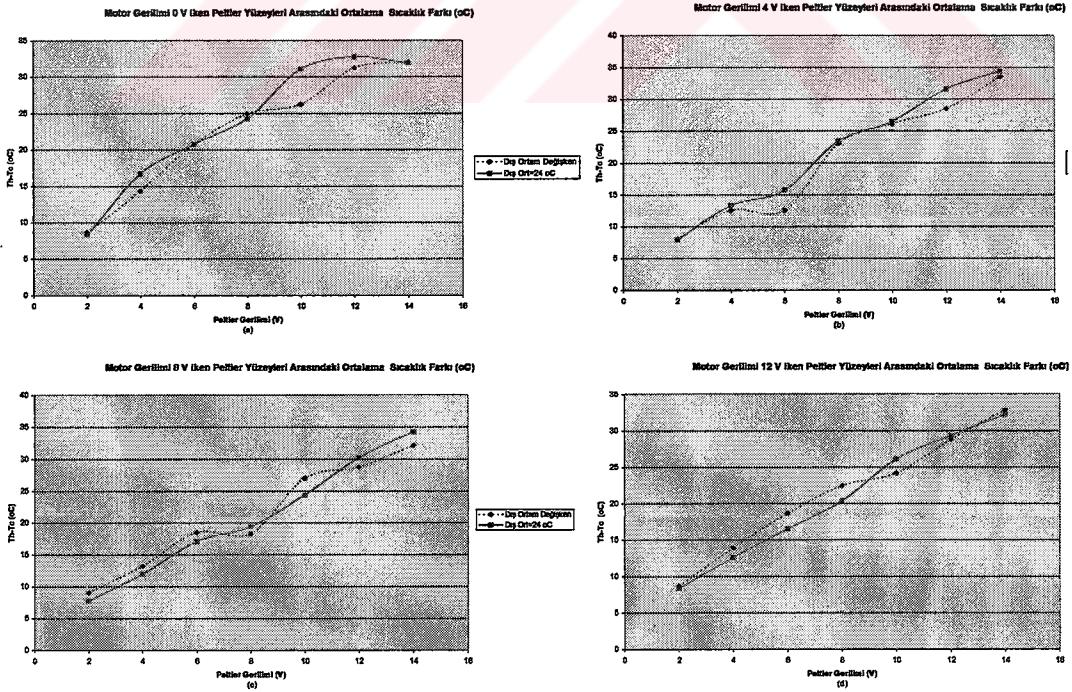 Motor Gerilimi 0 V iken Peltier Yüzeyleri Arasındaki Ortalama Sıcaklık Farkı (oC)
35
30
25
20
15
10
5
0
Th-Tc (oC)
0 2 4 6 8 10 12 14 16
Peltier Gerilimi (V)
(a)
Dış Ortam Değişken
Dış Ort=24 oC
Motor Gerilimi 4 V iken Peltier Yüzeyleri Arasındaki Ortalama Sıcaklık Farkı (oC)
40
35
30
25
20
15
10
5
0
Th-Tc (oC)
0 2 4 6 8 10 12 14 16
Peltier Gerilimi (V)
(b)
Motor Gerilimi 8 V iken Peltier Yüzeyleri Arasındaki Ortalama Sıcaklık Farkı (oC)
40
35
30
25
20
15
10
5
0
Th-Tc (oC)
0 2 4 6 8 10 12 14 16
Peltier Gerilimi (V)
(c)
Dış Ortam Değişken
Dış Ort=24 oC
Motor Gerilimi 12 V iken Peltier Yüzeyleri Arasındaki Ortalama Sıcaklık Farkı (oC)
35
30
25
20
15
10
5
0
Th-Tc (oC)
0 2 4 6 8 10 12 14 16
Peltier Gerilimi (V)
(d)